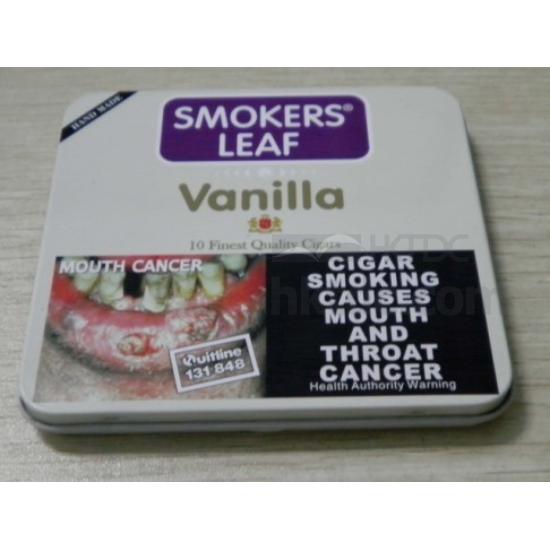 HAND MADE
SMOKERS®
LEAF
Vanilla
10 Finest Quality Cigars
MOUTH CANCER
Quitline
131 848
CIGAR
SMOKING
CAUSES
MOUTH
AND
THROAT
CANCER
Health Authority Warning
HKTDC